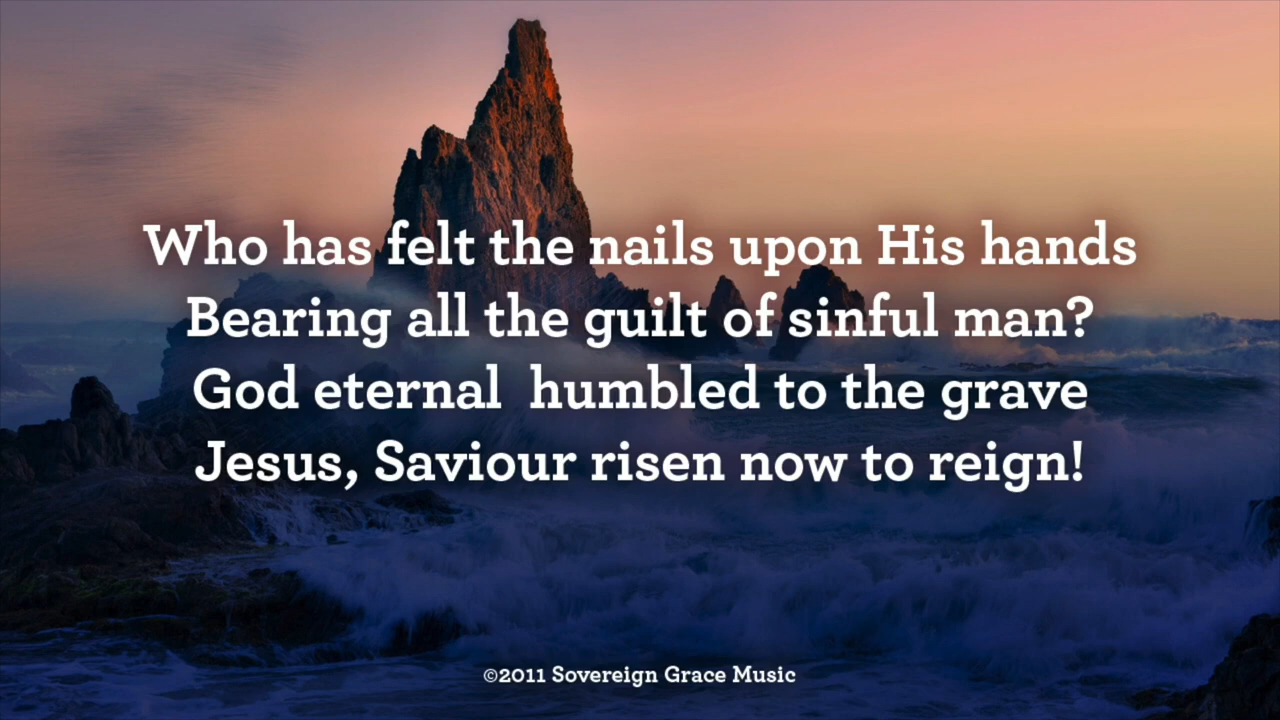 Who has felt the nails upon His hands
Bearing all the guilt of sinful man?
God eternal  humbled to the grave
Jesus, Saviour risen now to reign!
©2011 Sovereign Grace Music